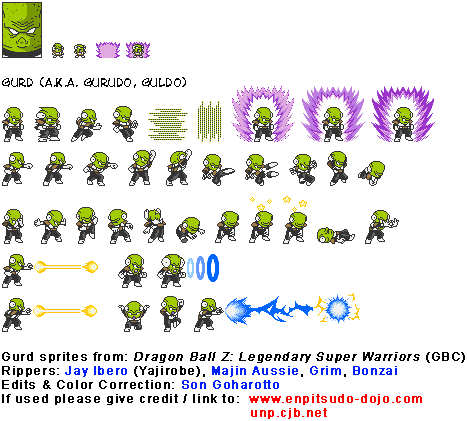 GURD (A.K.A. GURUDO, GULDO)
Gurd sprites from: Dragon Ball Z: Legendary Super Warriors (GBC)
Rippers: Jay Ibero (Yajirobe), Majin Aussie, Grim, Bonzai
Edits & Color Correction: Son Goharotto
If used please give credit / link to: www.enpitsudo-dojo.com
unp.cjb.net